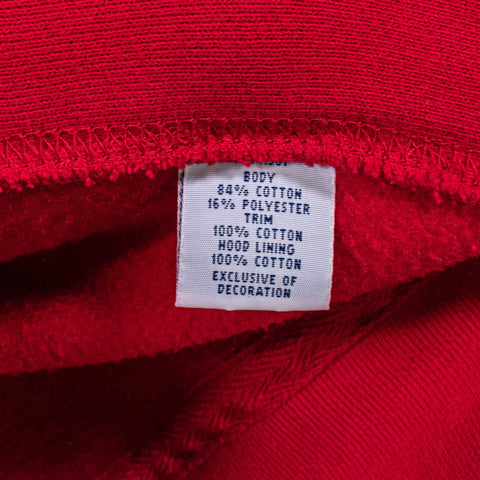 BODY
84% COTTON
16% POLYESTER
TRIM
100% COTTON
HOOD LINING
100% COTTON
EXCLUSIVE OF
DECORATION